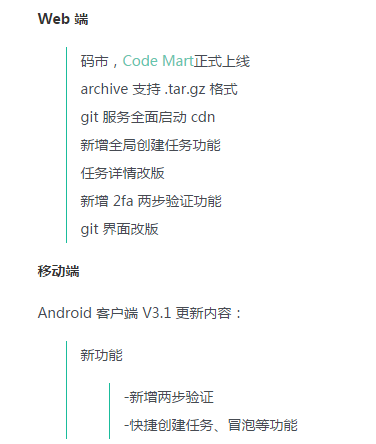 Web 端
码市，Code Mart正式上线
archive 支持 .tar.gz 格式
git 服务全面启动 cdn
新增全局创建任务功能
任务详情改版
新增 2fa 两步验证功能
git 界面改版
移动端
Android 客户端 V3.1 更新内容：
新功能
-新增两步验证
-快捷创建任务、冒泡等功能